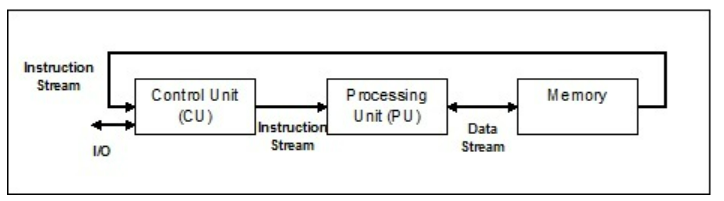 Instruction
Stream
Control Unit
(CU)
Processing
Unit (PU)
Memory
Instruction
Stream
Data
Stream
I/O